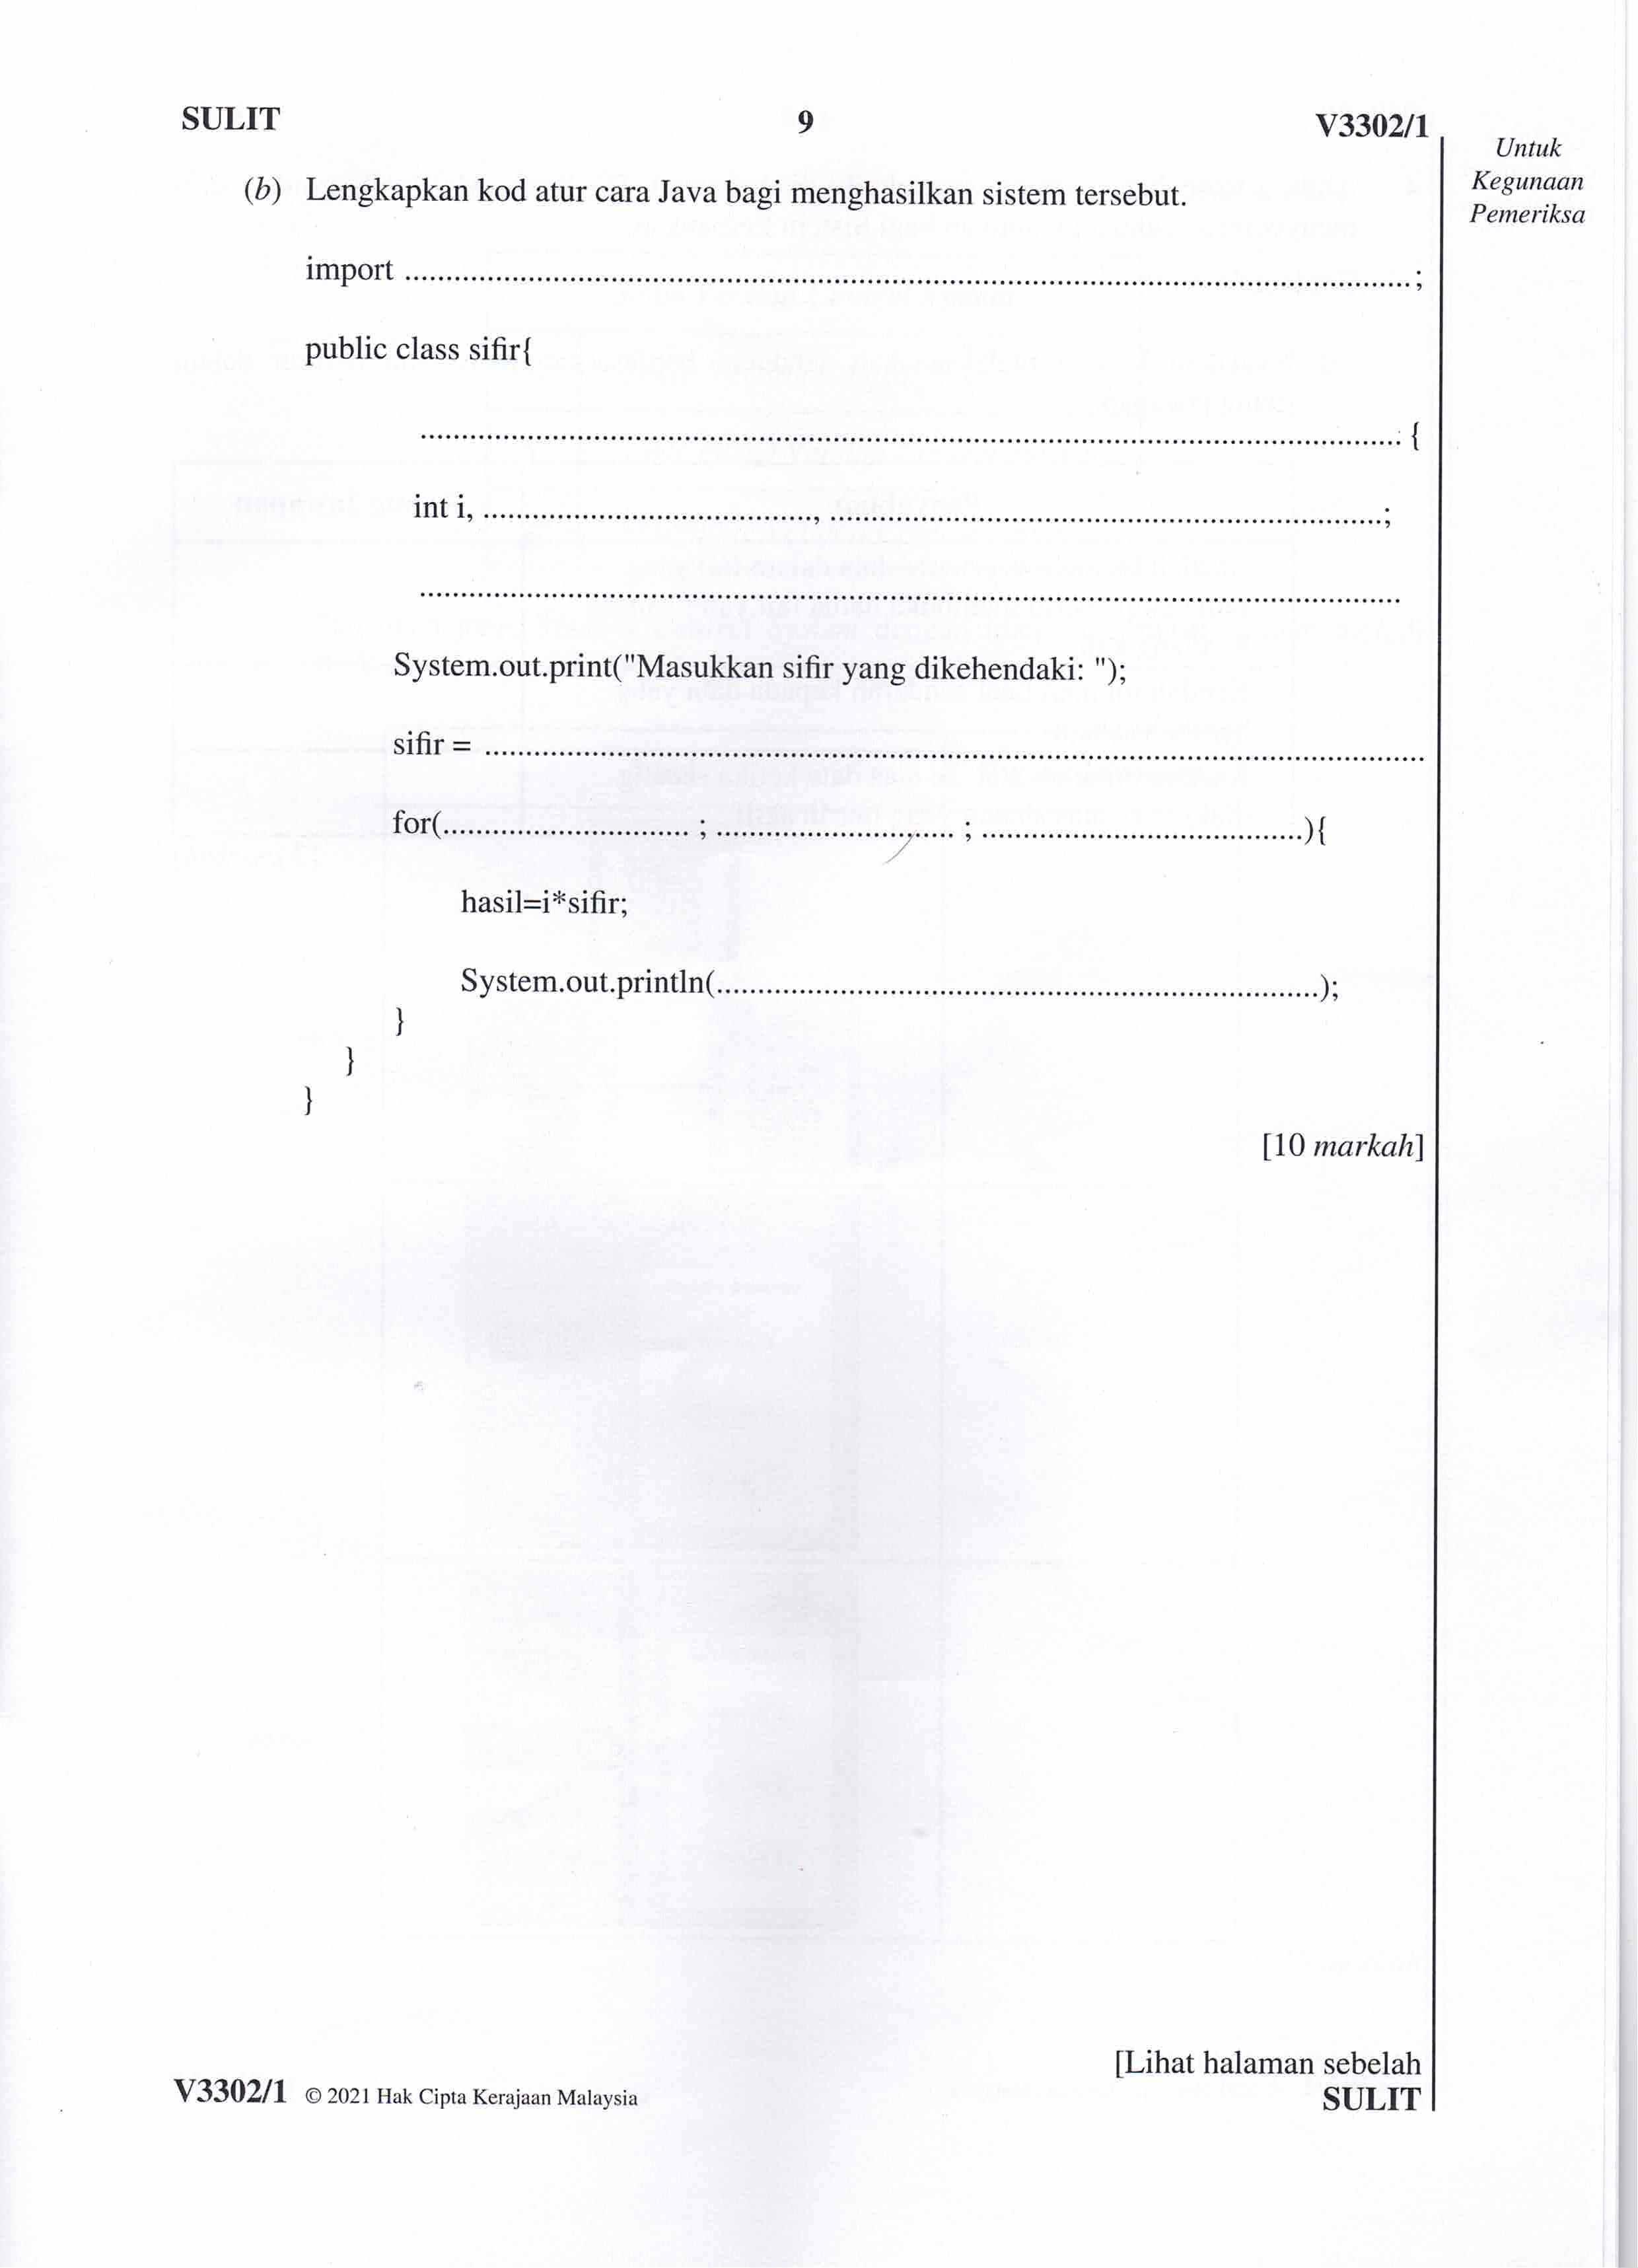 SULIT 9 V3302/1
Untuk
Kegunaan
Pemeriksa
(b) Lengkapkan kod atur cara Java bagi menghasilkan sistem tersebut.
import ........................................ ;
public class sifir{
........................................ {
int i, ...................., ....................;
........................................
System.out.print("Masukkan sifir yang dikehendaki: ");
sifir = ........................................
for(.................... ; .................... ; ....................){
hasil=i*sifir;
System.out.println(........................................);
}
}
}
[10 markah]
[Lihat halaman sebelah
V3302/1 © 2021 Hak Cipta Kerajaan Malaysia
SULIT